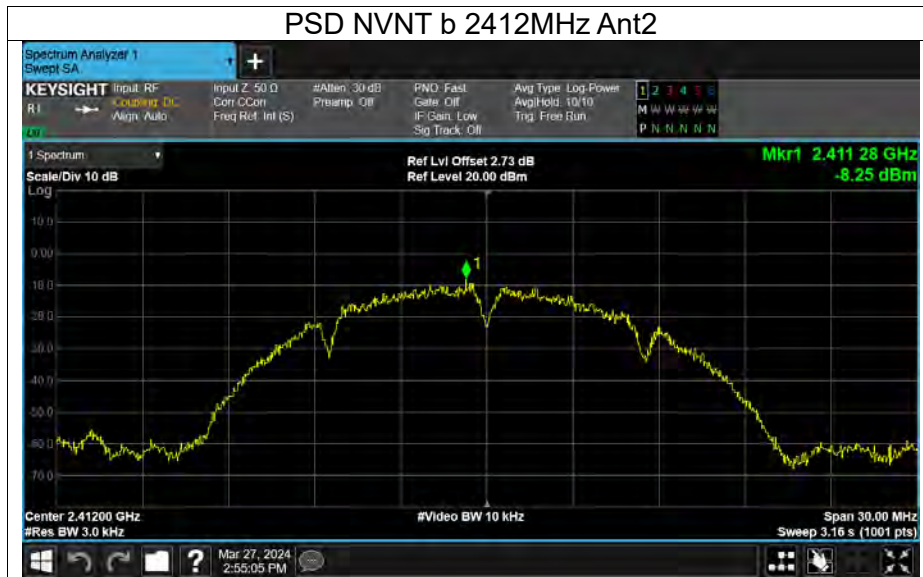 PSD NVNT b 2412MHz Ant2
Spectrum Analyzer 1
Swept SA
+
KEYSIGHT Input: RF Input Z: 50 Ω #Atten: 30 dB PNO: Fast Avg Type: Log-Power 1 2 3 4 5 6
Coupling: DC Corr CCorr Preamp: Off Gate: Off Avg|Hold: 10/10 M W W W W W
Align: Auto Freq Ref: Int (S) IF Gain: Low Trig: Free Run
Sig Track: Off P N N N N N
1 Spectrum Ref Lvl Offset 2.73 dB Mkr1 2.411 28 GHz
Scale/Div 10 dB Ref Level 20.00 dBm -8.25 dBm
Log
10.0
0.00
1
-10.0
-20.0
-30.0
-40.0
-50.0
-60.0
-70.0
Center 2.41200 GHz #Video BW 10 kHz Span 30.00 MHz
#Res BW 3.0 kHz Sweep 3.16 s (1001 pts)
? Mar 27, 2024
2:55:05 PM